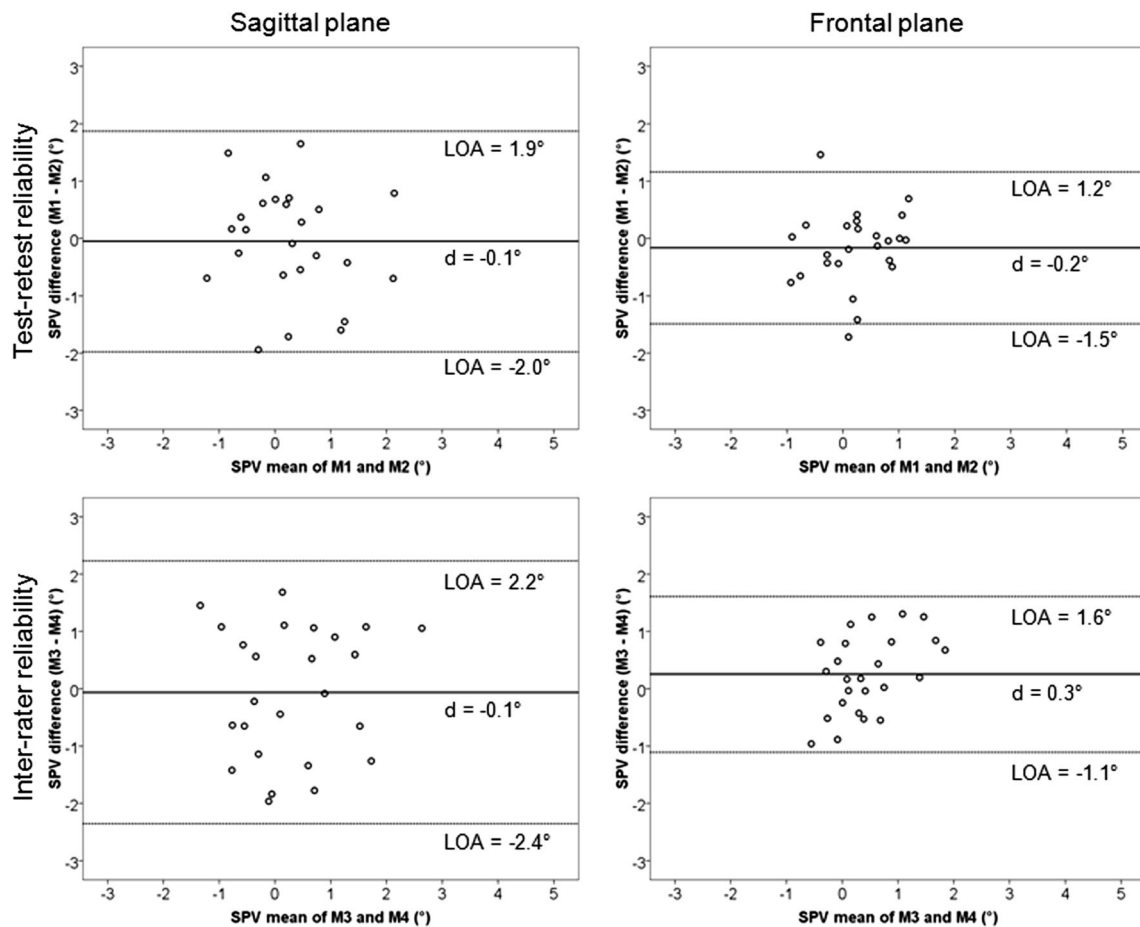 Sagittal plane
Frontal plane
Test-retest reliability
SPV difference (M1 - M2) (°)
3
2
1
0
-1
-2
-3
LOA = 1.9°
d = -0.1°
LOA = -2.0°
-3 -2 -1 0 1 2 3 4 5
SPV mean of M1 and M2 (°)
SPV difference (M1 - M2) (°)
3
2
1
0
-1
-2
-3
LOA = 1.2°
d = -0.2°
LOA = -1.5°
-3 -2 -1 0 1 2 3 4 5
SPV mean of M1 and M2 (°)
Inter-rater reliability
SPV difference (M3 - M4) (°)
3
2
1
0
-1
-2
-3
LOA = 2.2°
d = -0.1°
LOA = -2.4°
-3 -2 -1 0 1 2 3 4 5
SPV mean of M3 and M4 (°)
SPV difference (M3 - M4) (°)
3
2
1
0
-1
-2
-3
LOA = 1.6°
d = 0.3°
LOA = -1.1°
-3 -2 -1 0 1 2 3 4 5
SPV mean of M3 and M4 (°)